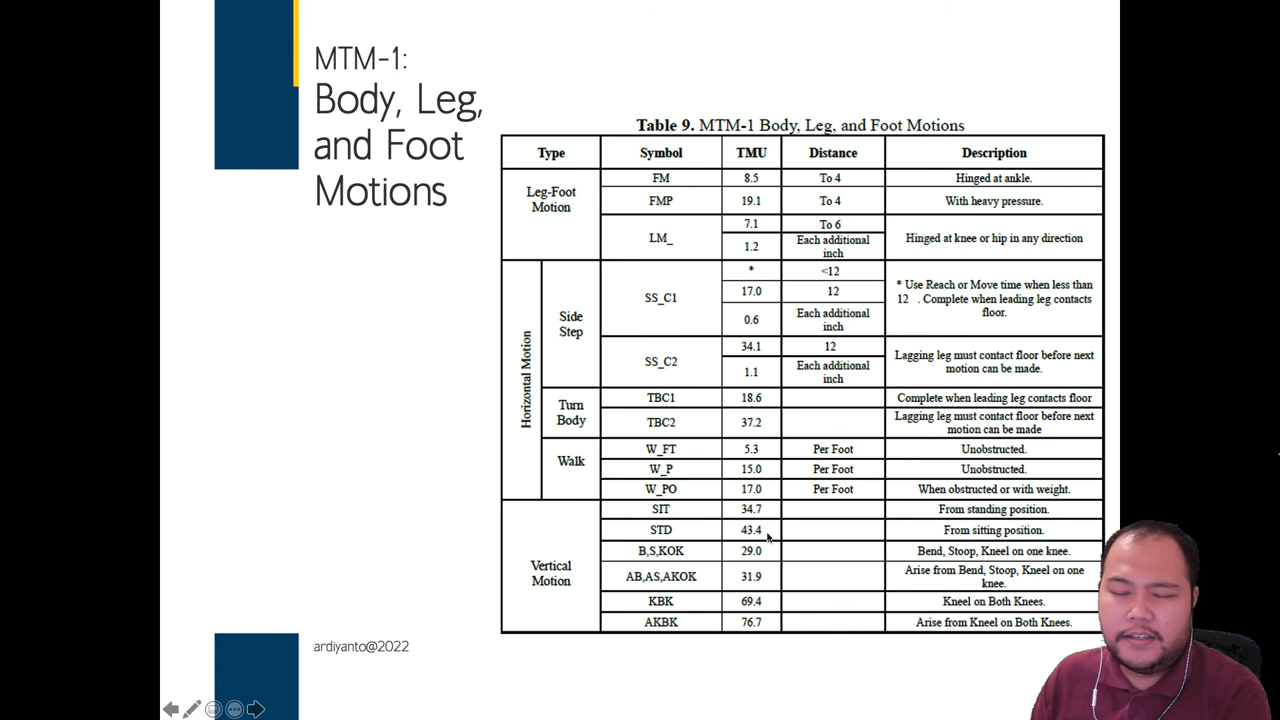 MTM-1:
Body, Leg,
and Foot
Motions
Table 9. MTM-1 Body, Leg, and Foot Motions
Type Symbol TMU Distance Description
Leg-Foot Motion
FM 8.5 To 4 Hinged at ankle.
FMP 19.1 To 4 With heavy pressure.
LM_ 7.1 To 6 Hinged at knee or hip in any direction
1.2 Each additional inch
Horizontal Motion
Side Step
SS_C1 * <12 * Use Reach or Move time when less than
12 . Complete when leading leg contacts
floor.
17.0 12
0.6 Each additional inch
SS_C2 34.1 12 Lagging leg must contact floor before next
motion can be made.
1.1 Each additional inch
Turn Body
TBC1 18.6 Complete when leading leg contacts floor
TBC2 37.2 Lagging leg must contact floor before next
motion can be made
Walk
W_FT 5.3 Per Foot Unobstructed.
W_P 15.0 Per Foot Unobstructed.
W_PO 17.0 Per Foot When obstructed or with weight.
Vertical Motion
SIT 34.7 From standing position.
STD 43.4 From sitting position.
B,S,KOK 29.0 Bend, Stoop, Kneel on one knee.
AB,AS,AKOK 31.9 Arise from Bend, Stoop, Kneel on one
knee.
KBK 69.4 Kneel on Both Knees.
AKBK 76.7 Arise from Kneel on Both Knees.
ardiyanto@2022